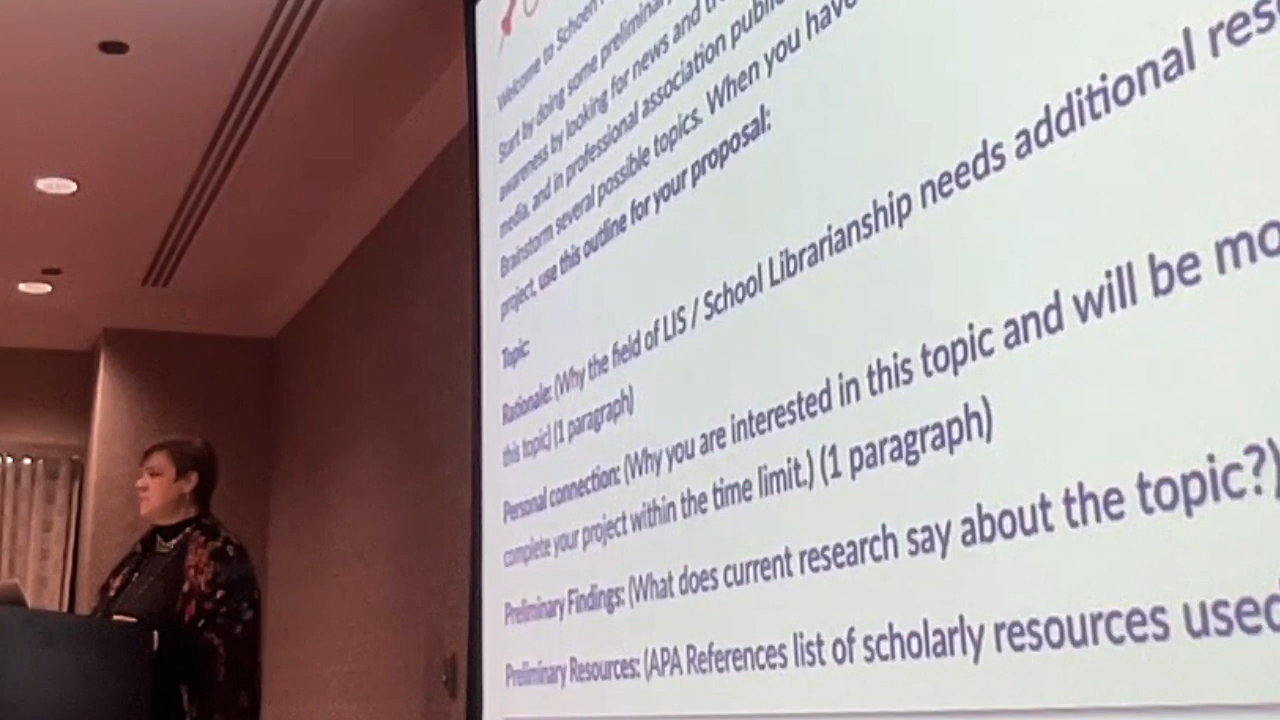 Welcome to Schoen
Start by doing some preliminary
awareness by looking for news and
media, and in professional association
Brainstorm several possible topics. When you have
project, use this outline for your proposal:
Topic:
Rationale: (Why the field of LIS / School Librarianship needs additional
this topic) (1 paragraph)
Personal connection: (Why you are interested in this topic and will be
complete your project within the time limit.) (1 paragraph)
Preliminary Findings: (What does current research say about the topic?)
Preliminary Resources: (APA References list of scholarly resources used